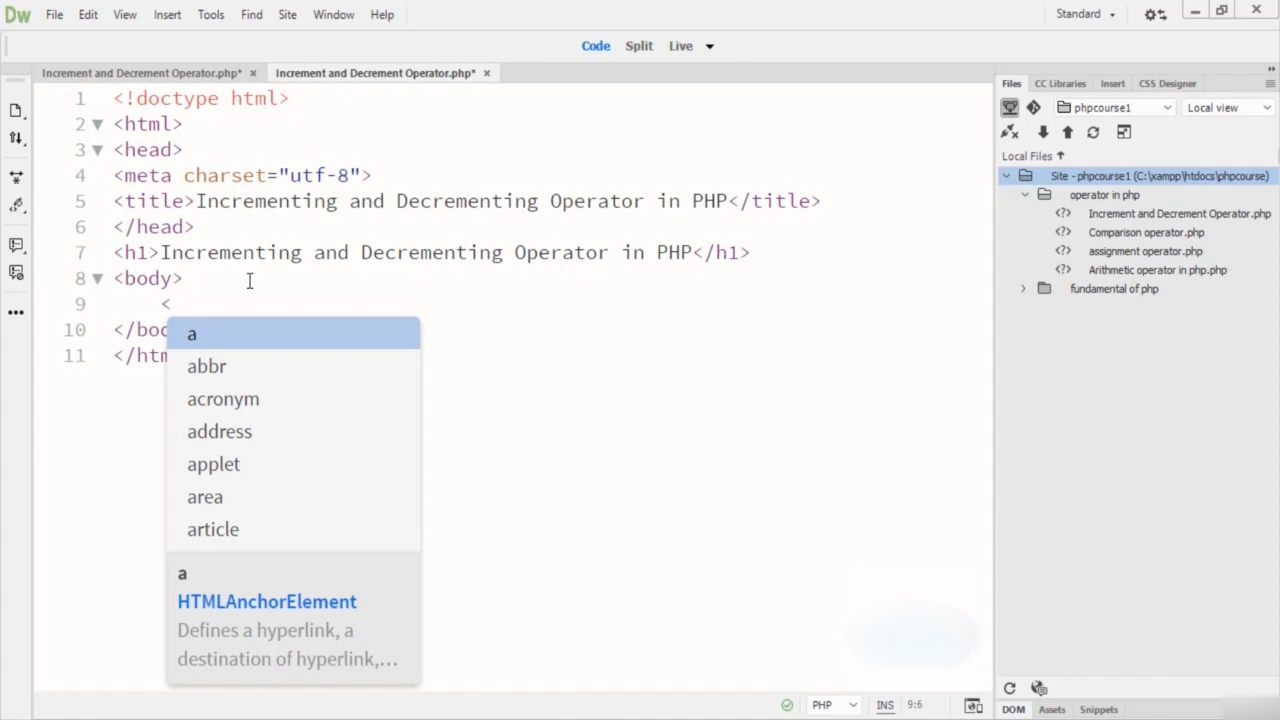 Dw File Edit View Insert Tools Find Site Window Help Standard
Code Split Live
Increment and Decrement Operator.php* × Increment and Decrement Operator.php* ×
1 <!doctype html>
2 <html>
3 <head>
4 <meta charset="utf-8">
5 <title>Incrementing and Decrementing Operator in PHP</title>
6 </head>
7 <h1>Incrementing and Decrementing Operator in PHP</h1>
8 <body>
9 <
10 </boc
11 </htm
a
abbr
acronym
address
applet
area
article
a
HTMLAnchorElement
Defines a hyperlink, a
destination of hyperlink,...
PHP INS 9:6
Files CC Libraries Insert CSS Designer
phpcourse1 Local view
Local Files
Site - phpcourse1 (C:\xampp\htdocs\phpcourse)
operator in php
<?> Increment and Decrement Operator.php
<?> Comparison operator.php
<?> assignment operator.php
<?> Arithmetic operator in php.php
fundamental of php
DOM Assets Snippets